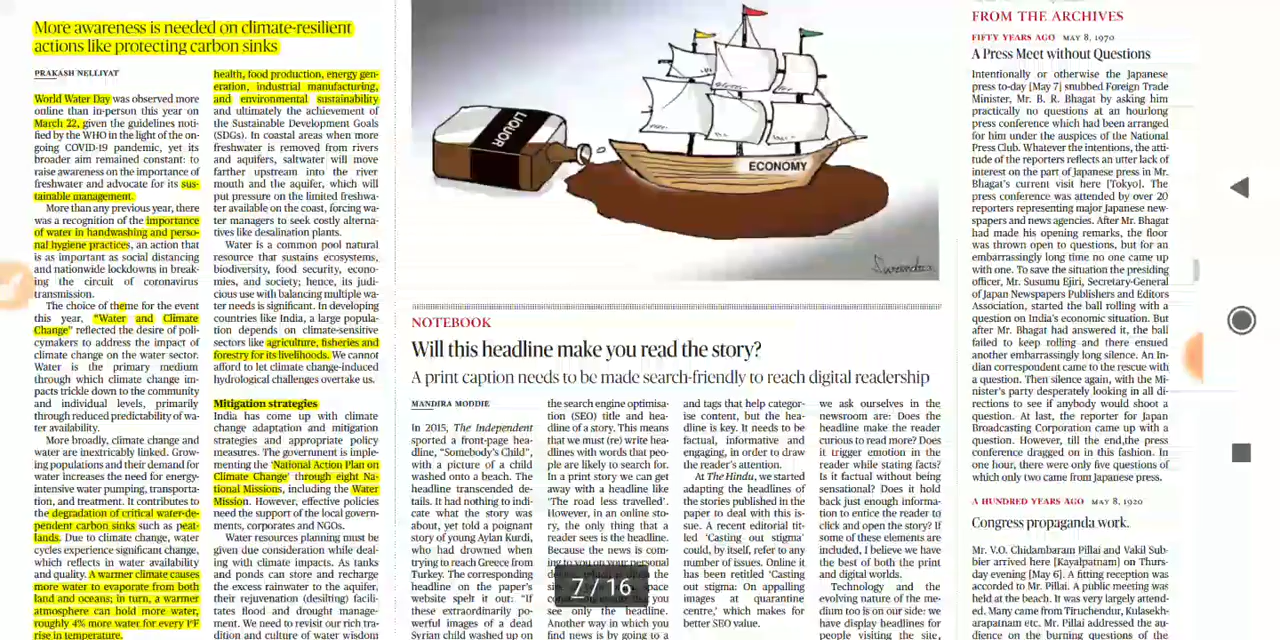 More awareness is needed on climate-resilient
actions like protecting carbon sinks
PRAKASH NELLIYAT
World Water Day was observed more
online than in-person this year on
March 22, given the guidelines noti-
fied by the WHO in the light of the on-
going COVID-19 pandemic, yet its
broader aim remained constant: to
raise awareness on the importance of
freshwater and advocate for its sus-
tainable management.
More than any previous year, there
was a recognition of the importance
of water in handwashing and perso-
nal hygiene practices, an action that
is as important as social distancing
and nationwide lockdowns in break-
ing the circuit of coronavirus
transmission.
The choice of theme for the event
this year, “Water and Climate
Change” reflected the desire of poli-
cymakers to address the impact of
climate change on the water sector.
Water is the primary medium
through which climate change im-
pacts trickle down to the community
and individual levels, primarily
through reduced predictability of wa-
ter availability.
More broadly, climate change and
water are inextricably linked. Grow-
ing populations and their demand for
water increases the need for energy-
intensive water pumping, transporta-
tion, and treatment. It contributes to
the degradation of critical water-de-
pendent carbon sinks such as peat-
lands. Due to climate change, water
cycles experience significant change,
which reflects in water availability
and quality. A warmer climate causes
more water to evaporate from both
land and oceans; in turn, a warmer
atmosphere can hold more water,
roughly 4% more water for every 1ºF
rise in temperature.
health, food production, energy gen-
eration, industrial manufacturing,
and environmental sustainability
and ultimately the achievement of
the Sustainable Development Goals
(SDGs). In coastal areas when more
freshwater is removed from rivers
and aquifers, saltwater will move
farther upstream into the river
mouth and the aquifer, which will
put pressure on the limited freshwa-
ter available on the coast, forcing wa-
ter managers to seek costly alterna-
tives like desalination plants.
Water is a common pool natural
resource that sustains ecosystems,
biodiversity, food security, econo-
mies, and society; hence, its judi-
cious use with balancing multiple wa-
ter needs is significant. In developing
countries like India, a large popula-
tion depends on climate-sensitive
sectors like agriculture, fisheries and
forestry for its livelihoods. We cannot
afford to let climate change-induced
hydrological challenges overtake us.
Mitigation strategies
India has come up with climate
change adaptation and mitigation
strategies and appropriate policy
measures. The government is imple-
menting the ‘National Action Plan on
Climate Change’ through eight Na-
tional Missions, including the Water
Mission. However, effective policies
need the support of the local govern-
ments, corporates and NGOs.
Water resources planning must be
given due consideration while deal-
ing with climate impacts. As tanks
and ponds can store and recharge
the excess rainwater to the aquifer,
their rejuvenation (desilting) facili-
tates flood and drought manage-
ment. We need to revisit our rich tra-
dition and culture of water wisdom
LIQUOR
ECONOMY
Surendra
NOTEBOOK
Will this headline make you read the story?
A print caption needs to be made search-friendly to reach digital readership
MANDIRA MODDIE
In 2015, The Independent
sported a front-page hea-
dline, “Somebody’s Child”,
with a picture of a child
washed onto a beach. The
headline transcended de-
tails. It had nothing to indi-
cate what the story was
about, yet told a poignant
story of young Aylan Kurdi,
who had drowned when
trying to reach Greece from
Turkey. The corresponding
headline on the paper’s
website spelt it out: “If
these extraordinarily po-
werful images of a dead
Syrian child washed up on
the search engine optimisa-
tion (SEO) title and hea-
dline of a story. This means
that we must (re) write hea-
dlines with words that peo-
ple are likely to search for.
In a print story we can get
away with a headline like
‘The road less travelled’.
However, in an online sto-
ry, the only thing that a
reader sees is the headline.
Because the news is com-
ing to you on your personal
see only the headline.
Another way in which you
find news is by going to a
and tags that help categor-
ise content, but the hea-
dline is key. It needs to be
factual, informative and
engaging, in order to draw
the reader’s attention.
At The Hindu, we started
adapting the headlines of
the stories published in the
paper to deal with this is-
sue. A recent editorial tit-
led ‘Casting out stigma’
could, by itself, refer to any
number of issues. Online it
has been retitled ‘Casting
out stigma: On appalling
images at quarantine
centre,’ which makes for
better SEO value.
we ask ourselves in the
newsroom are: Does the
headline make the reader
curious to read more? Does
it trigger emotion in the
reader while stating facts?
Is it factual without being
sensational? Does it hold
back just enough informa-
tion to entice the reader to
click and open the story? If
some of these elements are
included, I believe we have
the best of both the print
and digital worlds.
Technology and the
evolving nature of the me-
dium too is on our side: we
have display headlines for
people visiting the site,
7 / 16
FROM THE ARCHIVES
FIFTY YEARS AGO MAY 8, 1970
A Press Meet without Questions
Intentionally or otherwise the Japanese
press to-day [May 7] snubbed Foreign Trade
Minister, Mr. B. R. Bhagat by asking him
practically no questions at an hourlong
press conference which had been arranged
for him under the auspices of the National
Press Club. Whatever the intentions, the atti-
tude of the reporters reflects an utter lack of
interest on the part of Japanese press in Mr.
Bhagat’s current visit here [Tokyo]. The
press conference was attended by over 20
reporters representing major Japanese new-
spapers and news agencies. After Mr. Bhagat
had made his opening remarks, the floor
was thrown open to questions, but for an
embarrassingly long time no one came up
with one. To save the situation the presiding
officer, Mr. Susumu Ejiri, Secretary-General
of Japan Newspapers Publishers and Editors
Association, started the ball rolling with a
question on India’s economic situation. But
after Mr. Bhagat had answered it, the ball
failed to keep rolling and there ensued
another embarrassingly long silence. An In-
dian correspondent came to the rescue with
a question. Then silence again, with the Mi-
nister’s party desperately looking in all di-
rections to see if anybody would shoot a
question. At last, the reporter for Japan
Broadcasting Corporation came up with a
question. However, till the end,the press
conference dragged on in this fashion. In
one hour, there were only five questions of
which only two came from Japanese press.
A HUNDRED YEARS AGO MAY 8, 1920
Congress propaganda work.
Mr. V.O. Chidambaram Pillai and Vakil Sub-
bier arrived here [Kayalpatnam] on Thurs-
day evening [May 6]. A fitting reception was
accorded to Mr. Pillai. A public meeting was
held at the beach. It was very largely attend-
ed. Many came from Tiruchendur, Kulasekh-
arapatnam etc. Mr. Pillai addressed the au-
dience on the burning questions of the